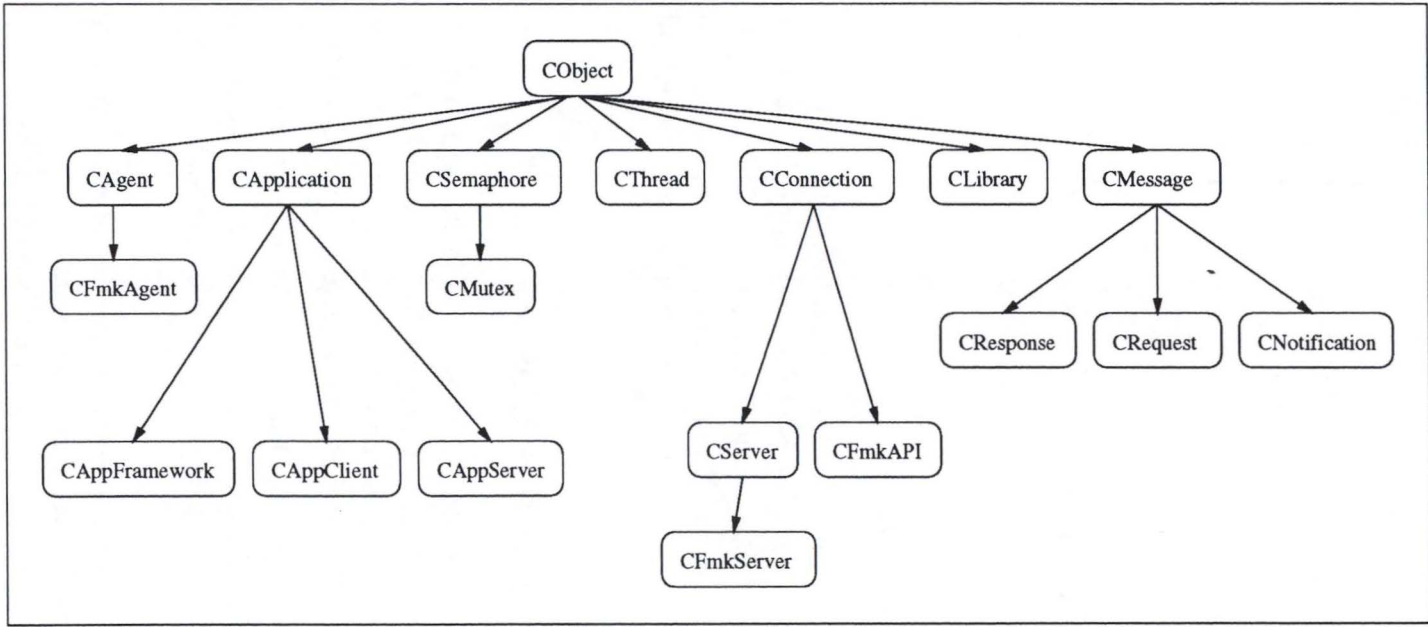 CObject
CAgent
CApplication
CSemaphore
CThread
CConnection
CLibrary
CMessage
CFmkAgent
CMutex
CResponse
CRequest
CNotification
CAppFramework
CAppClient
CAppServer
CServer
CFmkAPI
CFmkServer